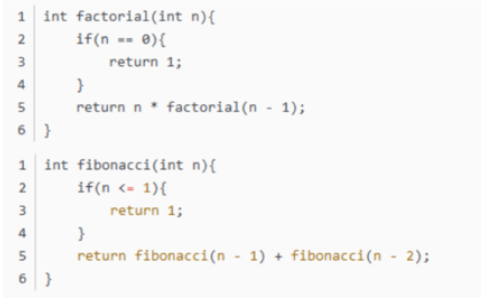 1 int factorial(int n){
2     if(n == 0){
3         return 1;
4     }
5     return n * factorial(n - 1);
6 }
1 int fibonacci(int n){
2     if(n <= 1){
3         return 1;
4     }
5     return fibonacci(n - 1) + fibonacci(n - 2);
6 }